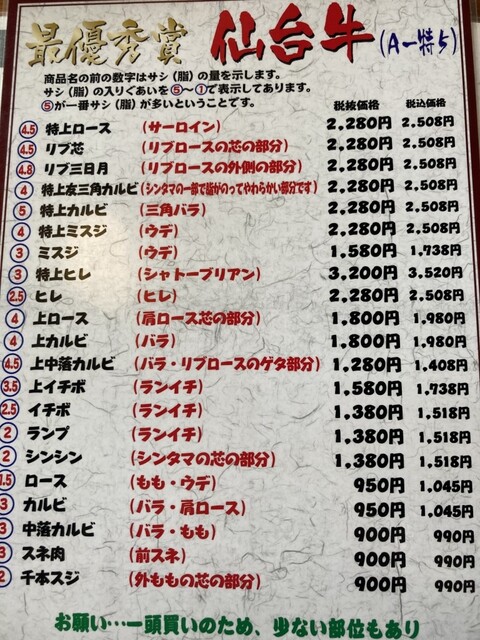 最優秀賞 仙台牛 (A-特5)
商品名の前の数字はサシ(脂)の量を示します。
サシ(脂)の入りぐあいを⑤~①で表示してあります。
⑤が一番サシ(脂)が多いということです。
税抜価格 税込価格
4.5 特上ロース (サーロイン) 2,280円 2,508円
4.5 リブ芯 (リブロースの芯の部分) 2,280円 2,508円
4.8 リブ三日月 (リブロースの外側の部分) 2,280円 2,508円
4 特上友三角カルビ (シンタマの一部で脂がのってやわらかい部分です) 2,280円 2,508円
5 特上カルビ (三角バラ) 2,280円 2,508円
4 特上ミスジ (ウデ) 2,280円 2,508円
3 ミスジ (ウデ) 1,580円 1,738円
3 特上ヒレ (シャトーブリアン) 3,200円 3,520円
2.5 ヒレ (ヒレ) 2,280円 2,508円
4 上ロース (肩ロース芯の部分) 1,800円 1,980円
4 上カルビ (バラ) 1,800円 1,980円
4.5 上中落カルビ (バラ・リブロースのゲタ部分) 1,280円 1,408円
3.5 上イチボ (ランイチ) 1,580円 1,738円
2.5 イチボ (ランイチ) 1,380円 1,518円
2 ランプ (ランイチ) 1,380円 1,518円
2 シンシン (シンタマの芯の部分) 1,380円 1,518円
1.5 ロース (もも・ウデ) 950円 1,045円
3 カルビ (バラ・肩ロース) 950円 1,045円
3 中落カルビ (バラ・もも) 900円 990円
3 スネ肉 (前スネ) 900円 990円
2 千本スジ (外ももの芯の部分) 900円 990円
お願い…一頭買いのため、少ない部位もあり